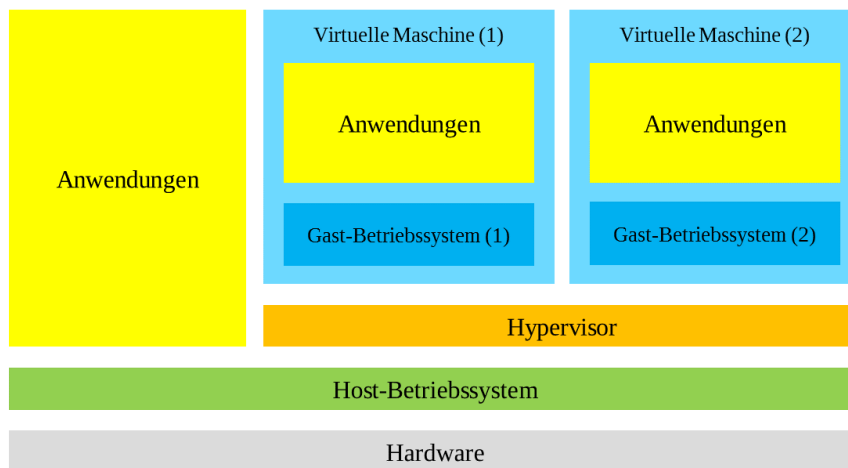 Virtuelle Maschine (1)
Virtuelle Maschine (2)
Anwendungen
Anwendungen
Anwendungen
Gast-Betriebssystem (1)
Gast-Betriebssystem (2)
Hypervisor
Host-Betriebssystem
Hardware